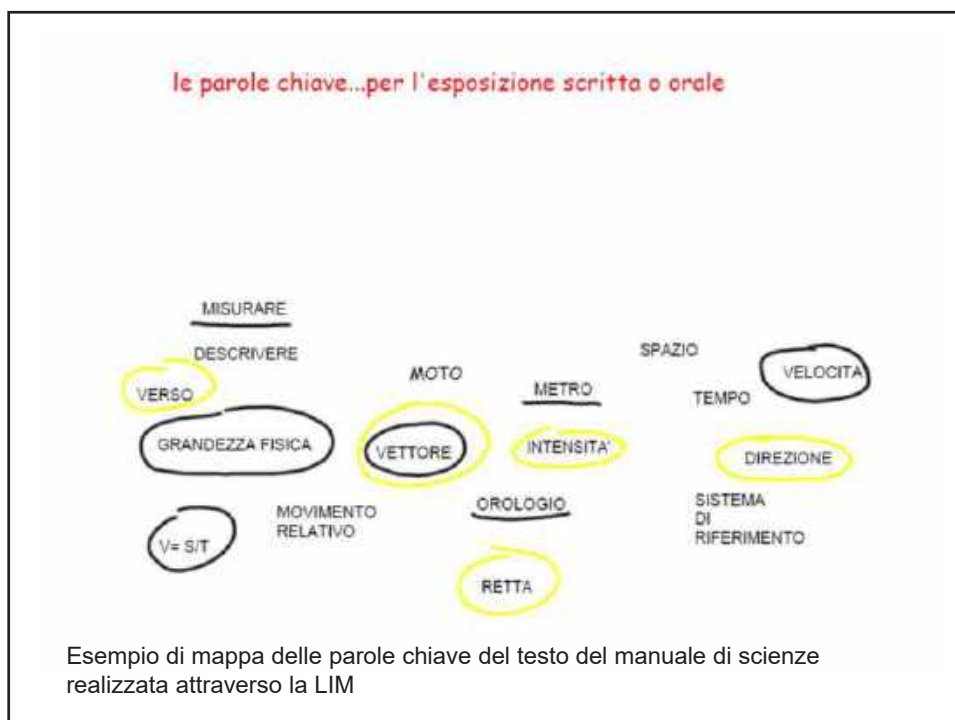 le parole chiave...per l'esposizione scritta o orale
MISURARE
DESCRIVERE
SPAZIO
MOTO
VELOCITA
VERSO
METRO
TEMPO
GRANDEZZA FISICA
VETTORE
INTENSITA'
DIREZIONE
MOVIMENTO
RELATIVO
OROLOGIO
SISTEMA
DI
RIFERIMENTO
V= S/T
RETTA
Esempio di mappa delle parole chiave del testo del manuale di scienze
realizzata attraverso la LIM